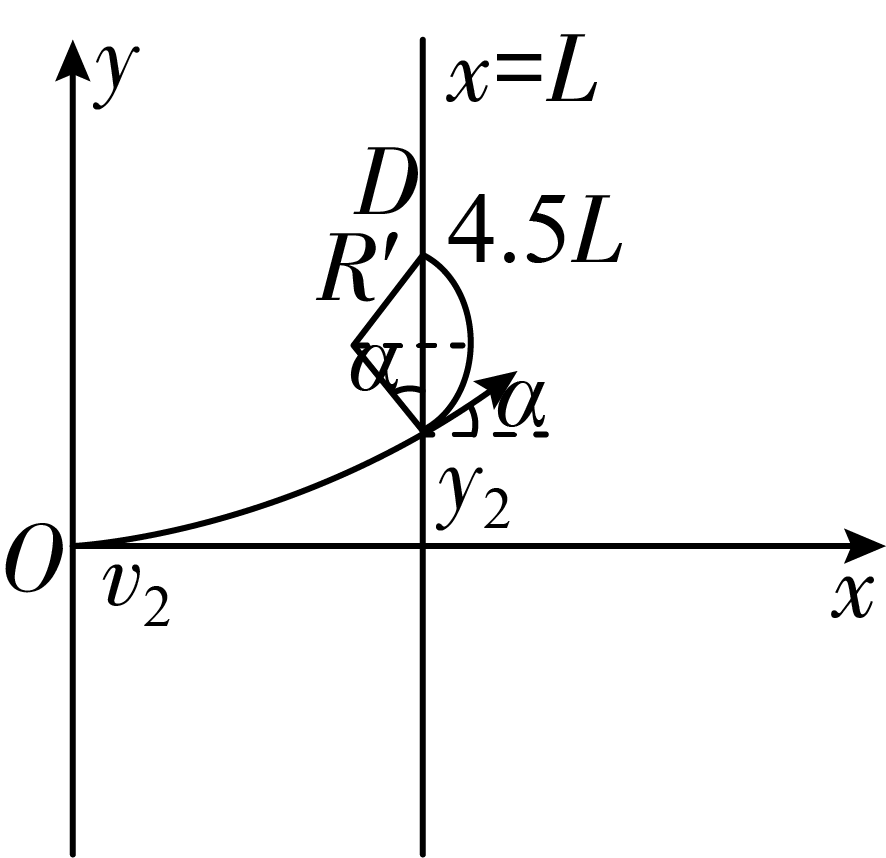 y
x=L
D
4.5L
R′
α
α
y₂
O
v₂
x